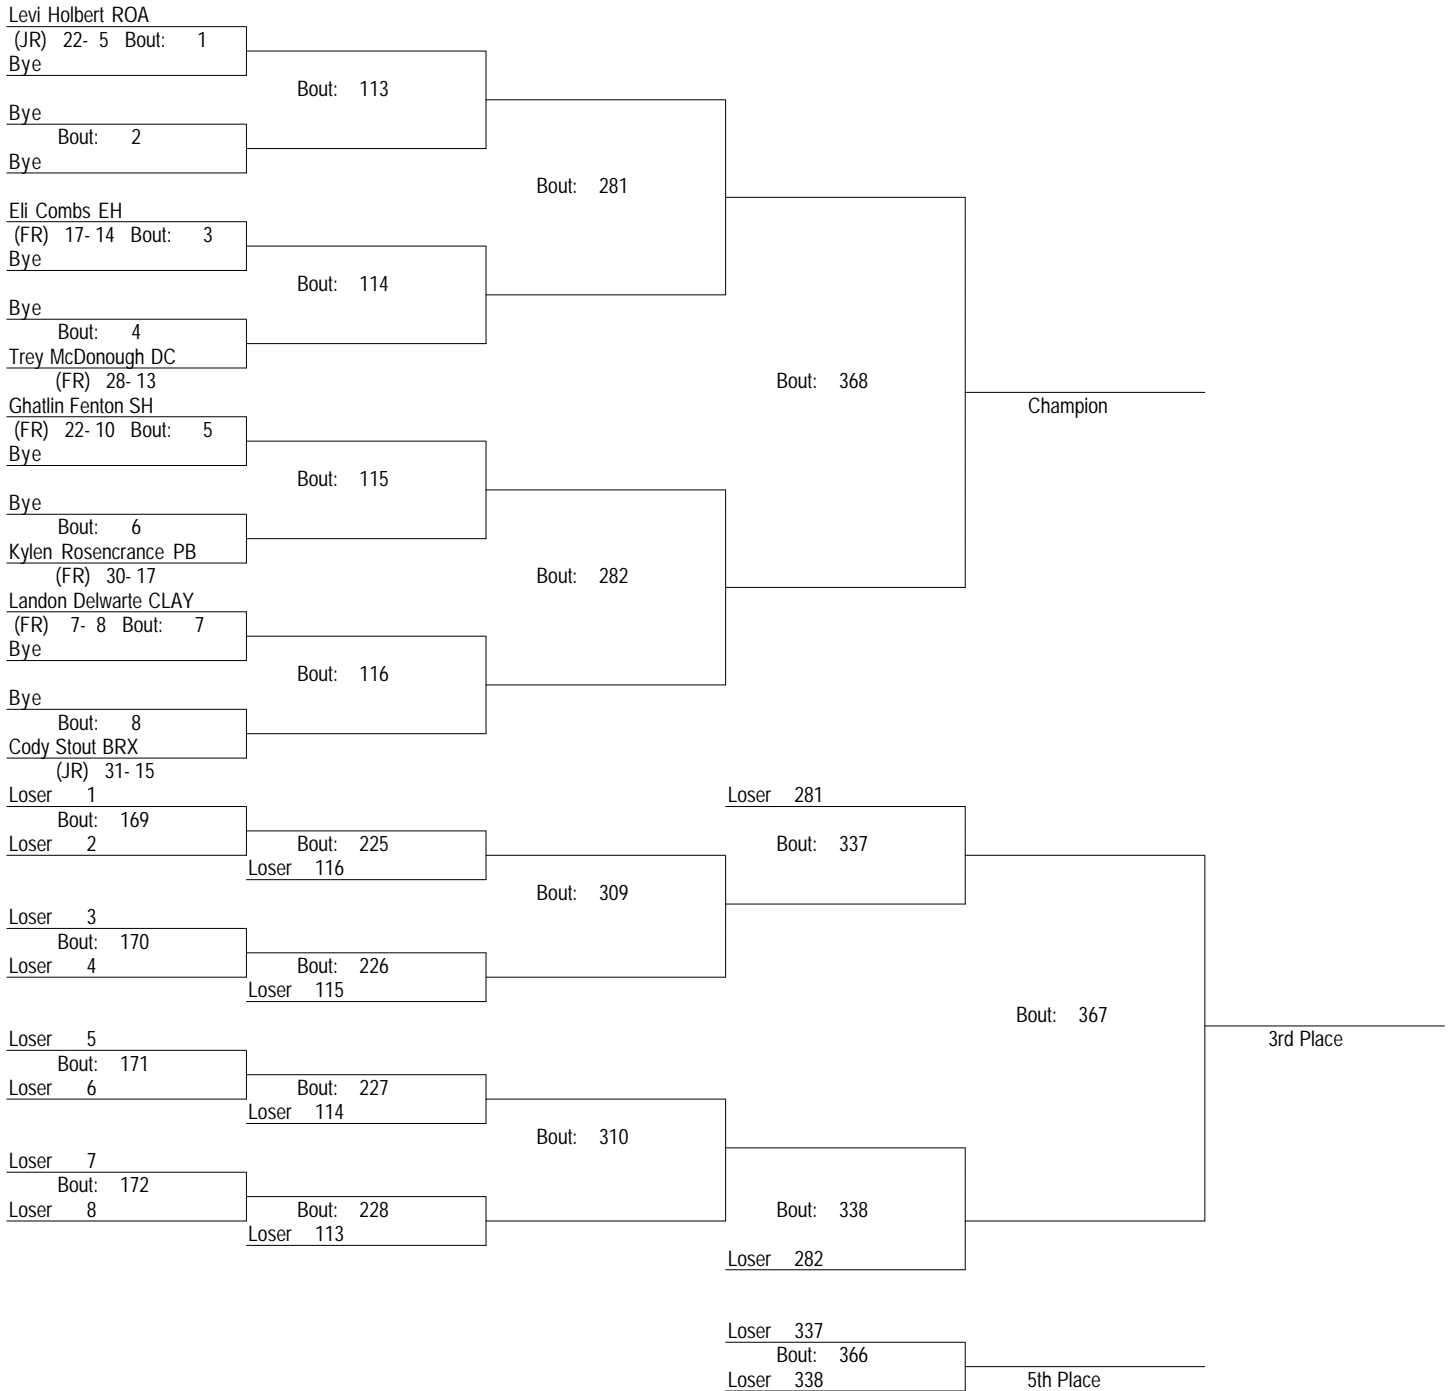 Levi Holbert ROA
(JR) 22- 5 Bout: 1
Bye
Bout: 113
Bye
Bout: 2
Bye
Bout: 281
Eli Combs EH
(FR) 17- 14 Bout: 3
Bye
Bout: 114
Bye
Bout: 4
Trey McDonough DC
(FR) 28- 13
Bout: 368
Champion
Ghatlin Fenton SH
(FR) 22- 10 Bout: 5
Bye
Bout: 115
Bye
Bout: 6
Kylen Rosencrance PB
(FR) 30- 17
Bout: 282
Landon Delwarte CLAY
(FR) 7- 8 Bout: 7
Bye
Bout: 116
Bye
Bout: 8
Cody Stout BRX
(JR) 31- 15
Loser 1
Bout: 169
Loser 2
Bout: 225
Loser 116
Loser 281
Bout: 337
Bout: 309
Loser 3
Bout: 170
Loser 4
Bout: 226
Loser 115
Bout: 367
3rd Place
Loser 5
Bout: 171
Loser 6
Bout: 227
Loser 114
Bout: 310
Loser 7
Bout: 172
Loser 8
Bout: 228
Loser 113
Bout: 338
Loser 282
Loser 337
Bout: 366
Loser 338
5th Place